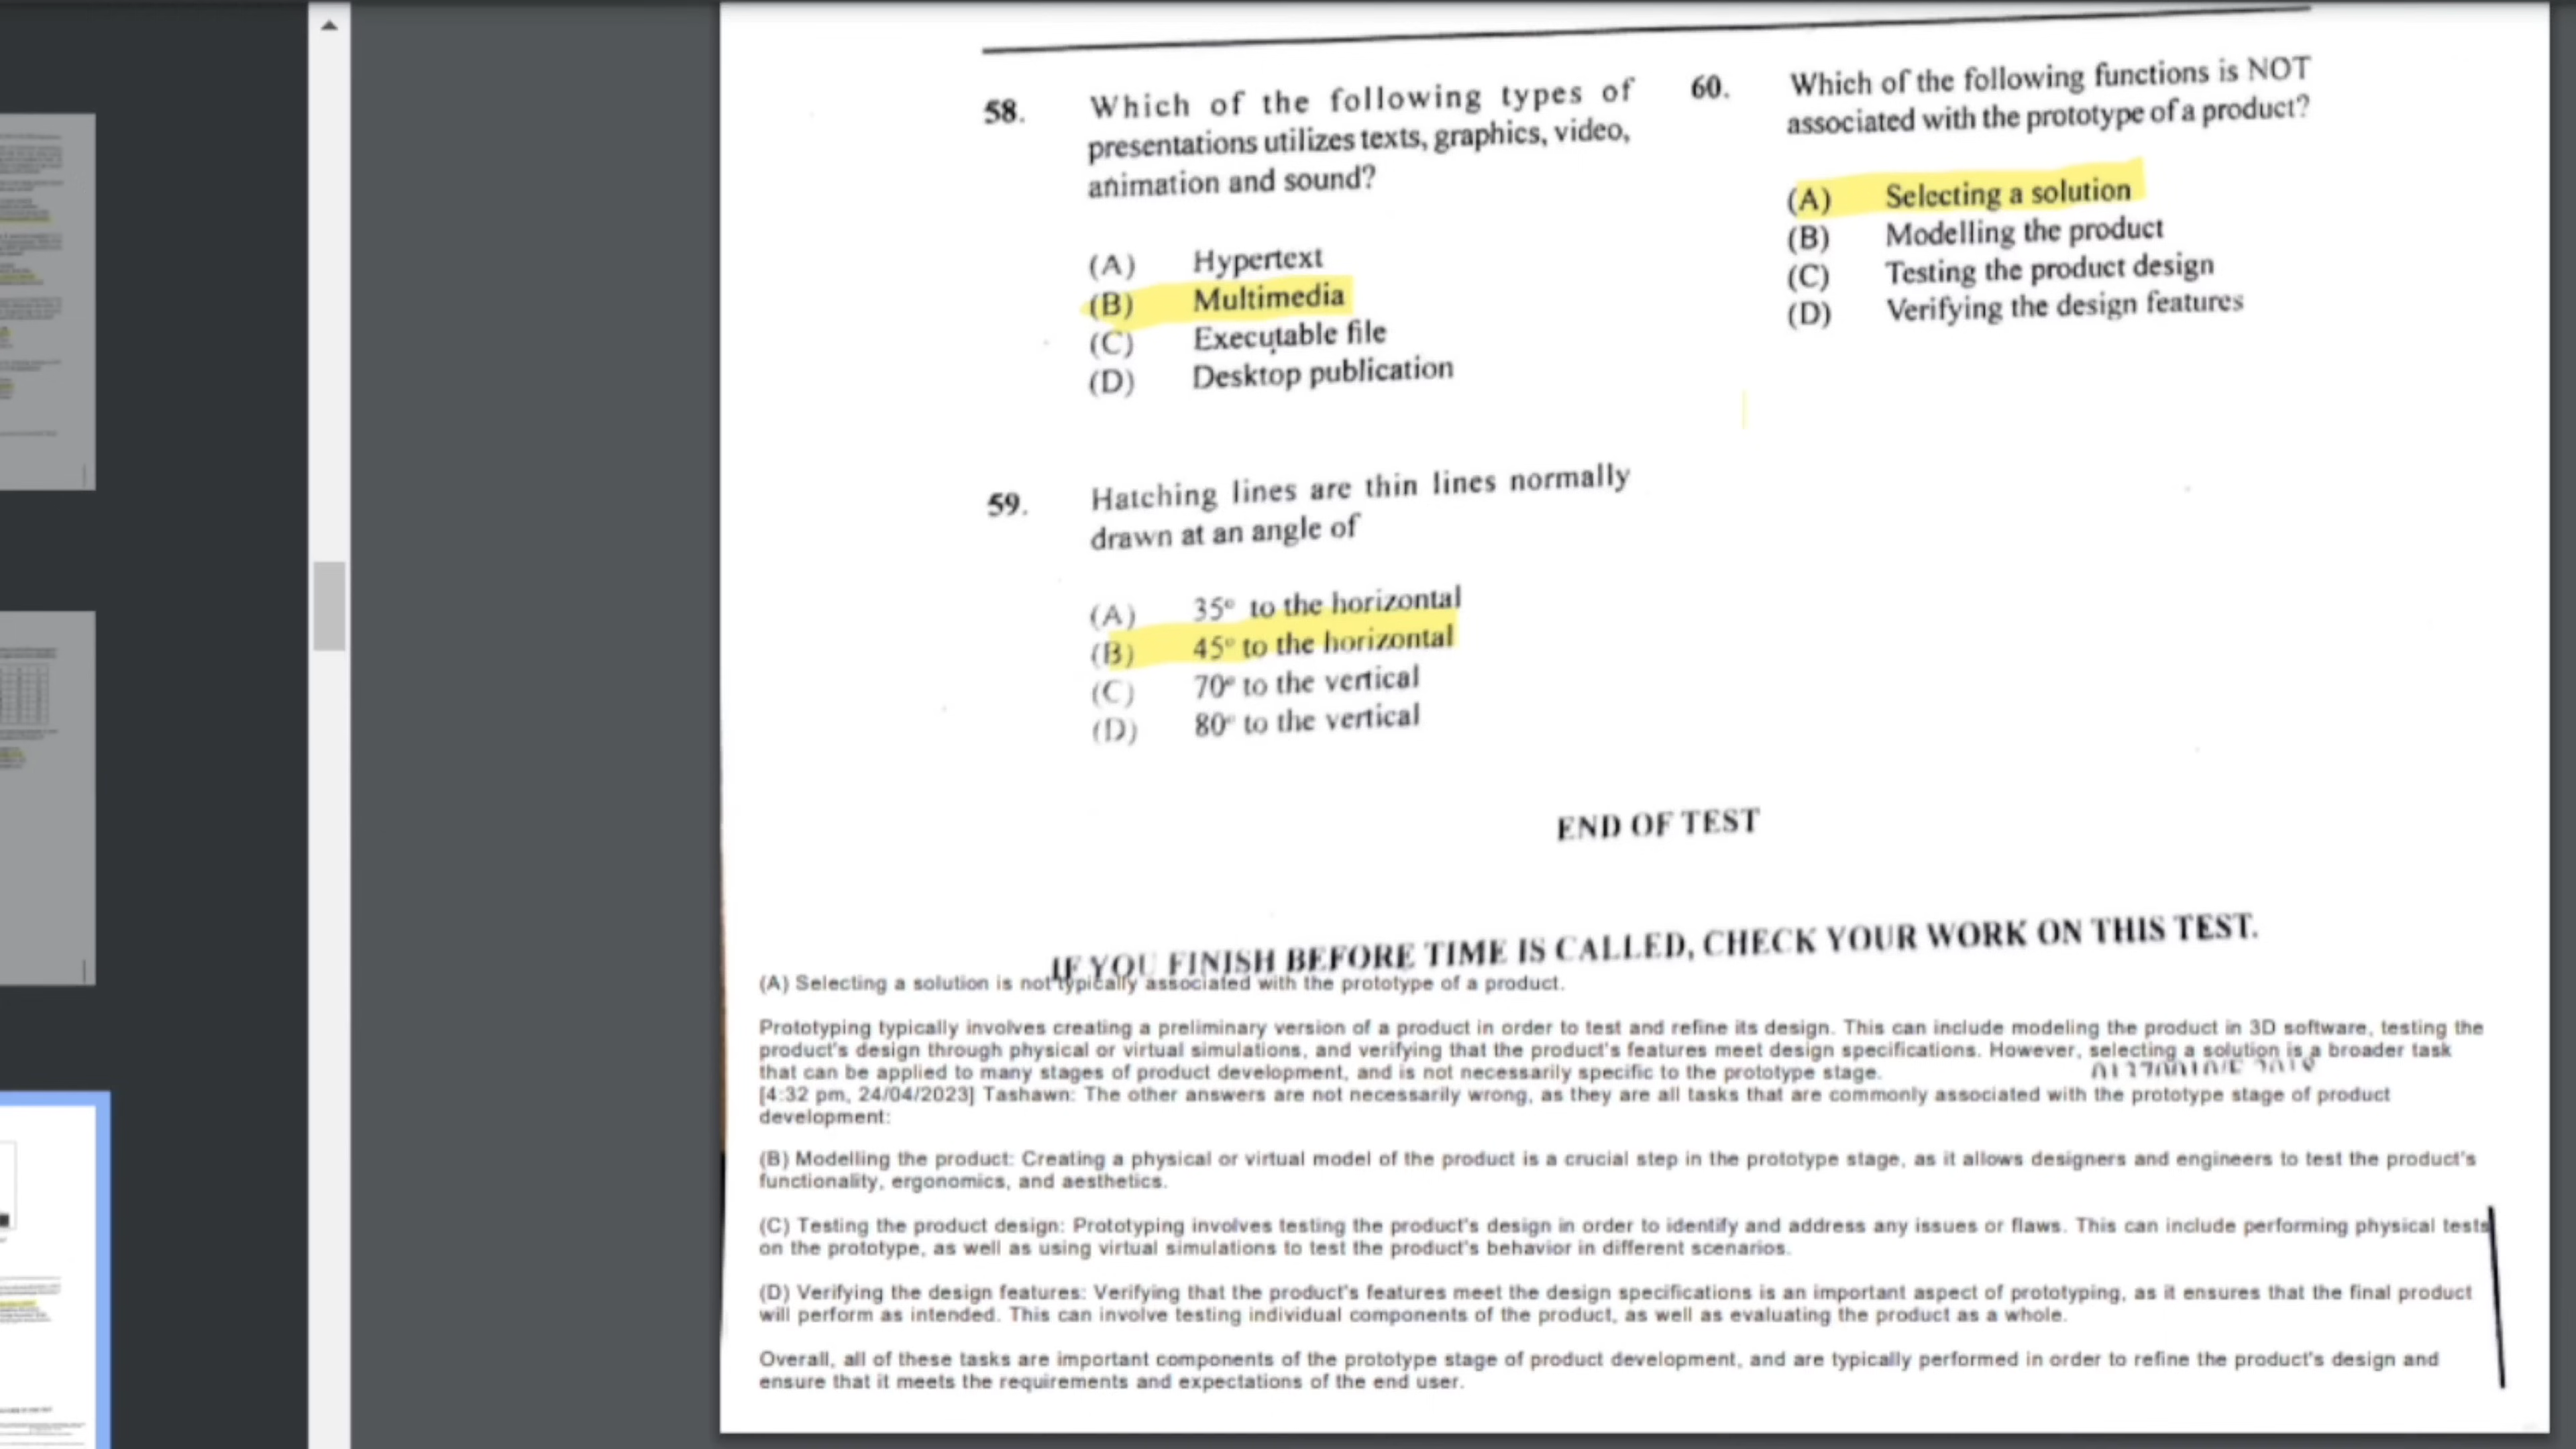 58. Which of the following types of
presentations utilizes texts, graphics, video,
animation and sound?
(A) Hypertext
(B) Multimedia
(C) Executable file
(D) Desktop publication
59. Hatching lines are thin lines normally
drawn at an angle of
(A) 35° to the horizontal
(B) 45° to the horizontal
(C) 70° to the vertical
(D) 80° to the vertical
60. Which of the following functions is NOT
associated with the prototype of a product?
(A) Selecting a solution
(B) Modelling the product
(C) Testing the product design
(D) Verifying the design features
END OF TEST
IF YOU FINISH BEFORE TIME IS CALLED, CHECK YOUR WORK ON THIS TEST.
(A) Selecting a solution is not typically associated with the prototype of a product.
Prototyping typically involves creating a preliminary version of a product in order to test and refine its design. This can include modeling the product in 3D software, testing the
product's design through physical or virtual simulations, and verifying that the product's features meet design specifications. However, selecting a solution is a broader task
that can be applied to many stages of product development, and is not necessarily specific to the prototype stage.
[4:32 pm, 24/04/2023] Tashawn: The other answers are not necessarily wrong, as they are all tasks that are commonly associated with the prototype stage of product
development:
(B) Modelling the product: Creating a physical or virtual model of the product is a crucial step in the prototype stage, as it allows designers and engineers to test the product's
functionality, ergonomics, and aesthetics.
(C) Testing the product design: Prototyping involves testing the product's design in order to identify and address any issues or flaws. This can include performing physical tests
on the prototype, as well as using virtual simulations to test the product's behavior in different scenarios.
(D) Verifying the design features: Verifying that the product's features meet the design specifications is an important aspect of prototyping, as it ensures that the final product
will perform as intended. This can involve testing individual components of the product, as well as evaluating the product as a whole.
Overall, all of these tasks are important components of the prototype stage of product development, and are typically performed in order to refine the product's design and
ensure that it meets the requirements and expectations of the end user.